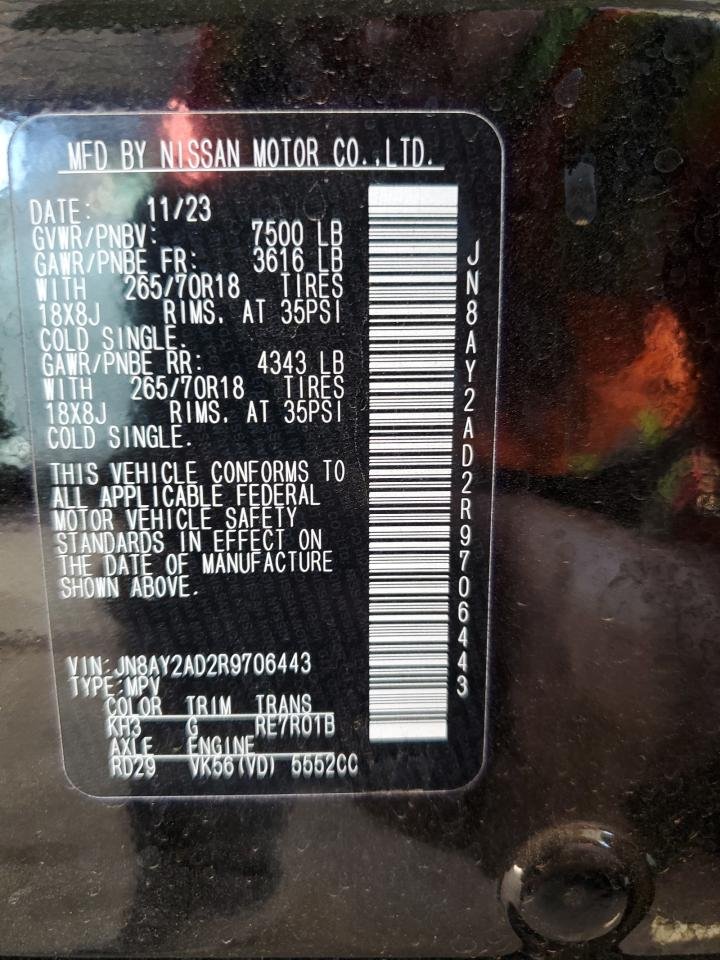 MFD BY NISSAN MOTOR CO.,LTD.
DATE: 11/23
GVWR/PNBV: 7500 LB
GAWR/PNBE FR: 3616 LB
WITH 265/70R18 TIRES
18X8J RIMS. AT 35PSI
COLD SINGLE.
GAWR/PNBE RR: 4343 LB
WITH 265/70R18 TIRES
18X8J RIMS. AT 35PSI
COLD SINGLE.
THIS VEHICLE CONFORMS TO
ALL APPLICABLE FEDERAL
MOTOR VEHICLE SAFETY
STANDARDS IN EFFECT ON
THE DATE OF MANUFACTURE
SHOWN ABOVE.
VIN:JN8AY2AD2R9706443
TYPE:MPV
COLOR TRIM TRANS
KH3 G RE7R01B
AXLE ENGINE
RD29 VK56(VD) 5552CC
JN8AY2AD2R9706443